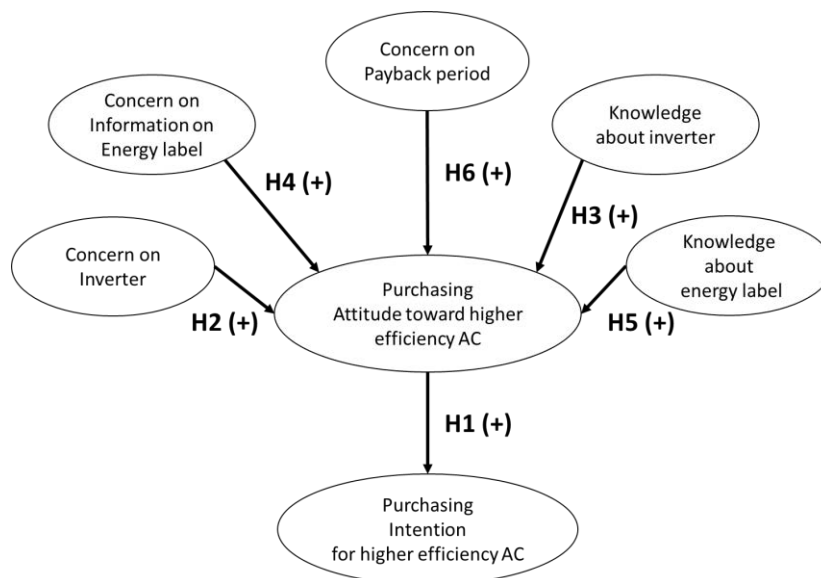 Concern on
Payback period
Concern on
Information on
Energy label
Knowledge
about inverter
H4 (+)
H6 (+)
H3 (+)
Concern on
Inverter
Knowledge
about
energy label
Purchasing
Attitude toward higher
efficiency AC
H2 (+)
H5 (+)
H1 (+)
Purchasing
Intention
for higher efficiency AC